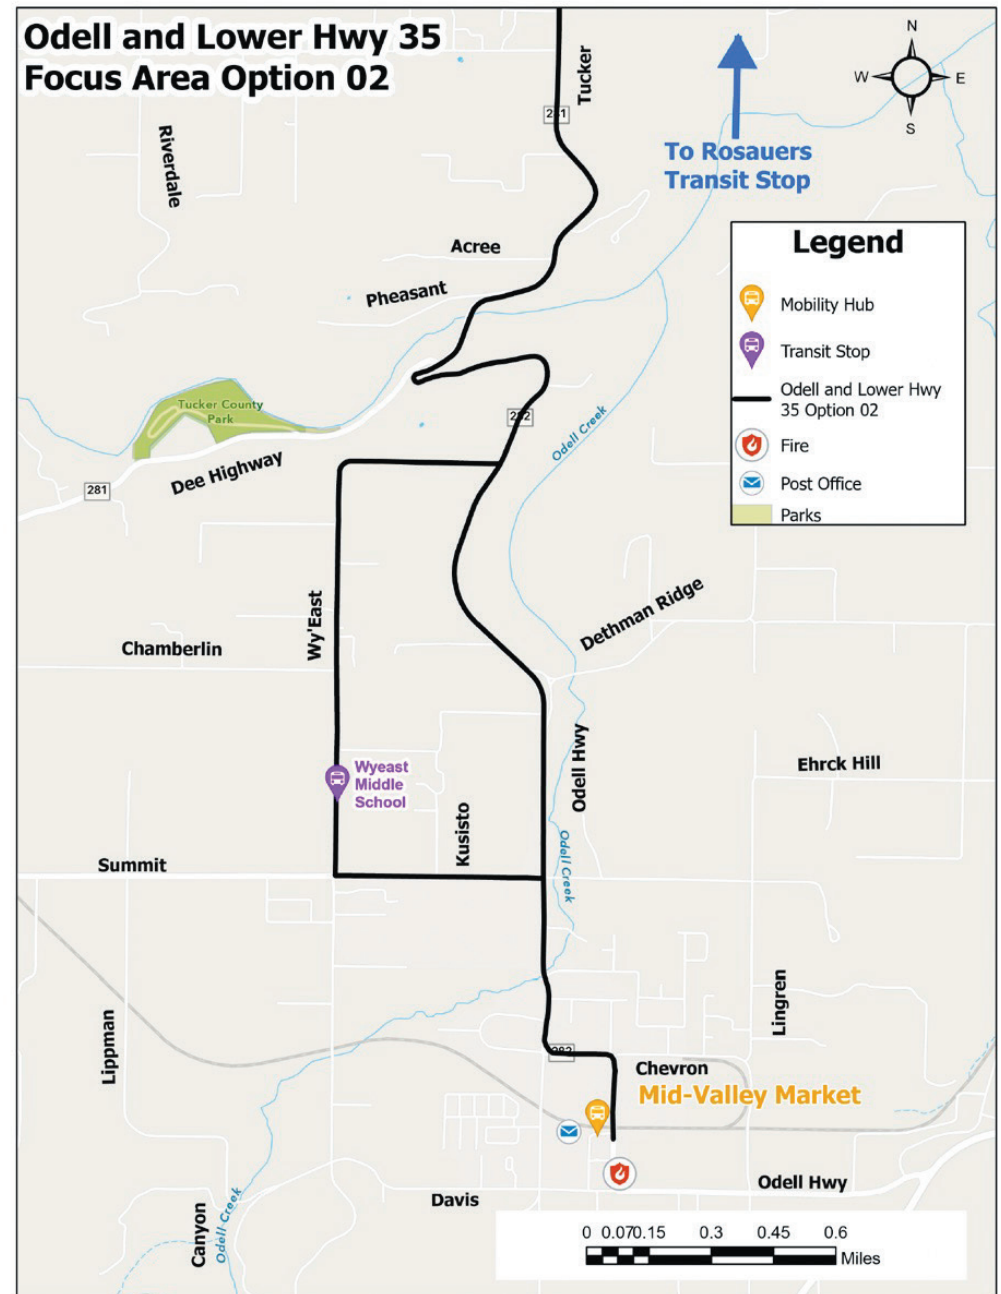 Odell and Lower Hwy 35
Focus Area Option 02
Tucker
N
W
E
S
Riverdale
To Rosauers
Transit Stop
Acree
Pheasant
Legend
Mobility Hub
Transit Stop
Odell and Lower Hwy
35 Option 02
Fire
Post Office
Parks
Tucker County
Park
Odell Creek
Dee Highway
281
Wy'East
Dethman Ridge
Chamberlin
Odell Hwy
Ehrck Hill
Wyeast
Middle
School
Kusisto
Odell Creek
Summit
Lingren
Lippman
Chevron
Mid-Valley Market
Odell Hwy
Davis
Canyon
Odell Creek
0 0.07 0.15 0.3 0.45 0.6
Miles